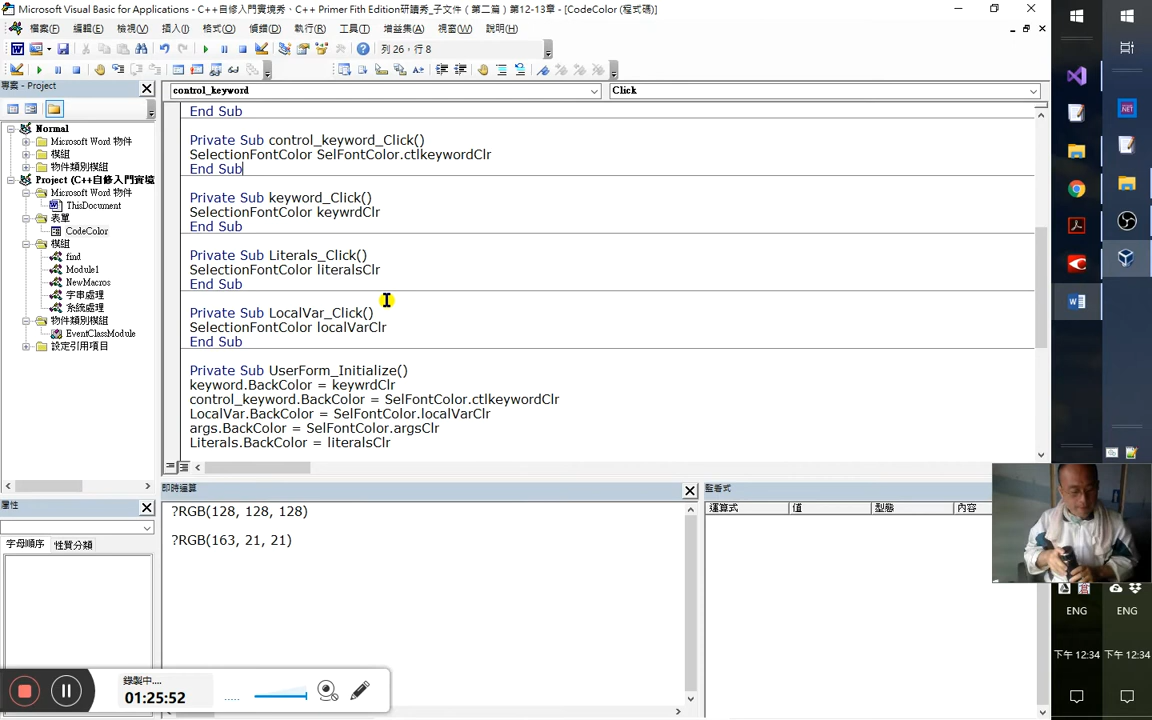 Microsoft Visual Basic for Applications - C++自修入門實境秀、C++ Primer Fith Edition研讀秀_子文件 ( 第二篇 ) 第12-13章 - [CodeColor (程式碼)]
檔案(F) 編輯(E) 檢視(V) 插入(I) 格式(O) 偵錯(D) 執行(R) 工具(T) 增益集(A) 視窗(W) 說明(H)
列 26, 行 8
專案 - Project
control_keyword
Click
Normal
Microsoft Word 物件
模組
物件類別模組
Project (C++自修入門實境
Microsoft Word 物件
ThisDocument
表單
CodeColor
模組
find
Module1
NewMacros
字串處理
系統處理
物件類別模組
EventClassModule
設定引用項目
End Sub
Private Sub control_keyword_Click()
SelectionFontColor SelFontColor.ctlkeywordClr
End Sub
Private Sub keyword_Click()
SelectionFontColor keywrdClr
End Sub
Private Sub Literals_Click()
SelectionFontColor literalsClr
End Sub
Private Sub LocalVar_Click()
SelectionFontColor localVarClr
End Sub
Private Sub UserForm_Initialize()
keyword.BackColor = keywrdClr
control_keyword.BackColor = SelFontColor.ctlkeywordClr
LocalVar.BackColor = SelFontColor.localVarClr
args.BackColor = SelFontColor.argsClr
Literals.BackColor = literalsClr
屬性
字母順序 性質分類
即時運算
?RGB(128, 128, 128)
?RGB(163, 21, 21)
監看式
運算式 值 型態 內容
錄製中....
01:25:52
ENG ENG
下午 12:34 下午 12:34